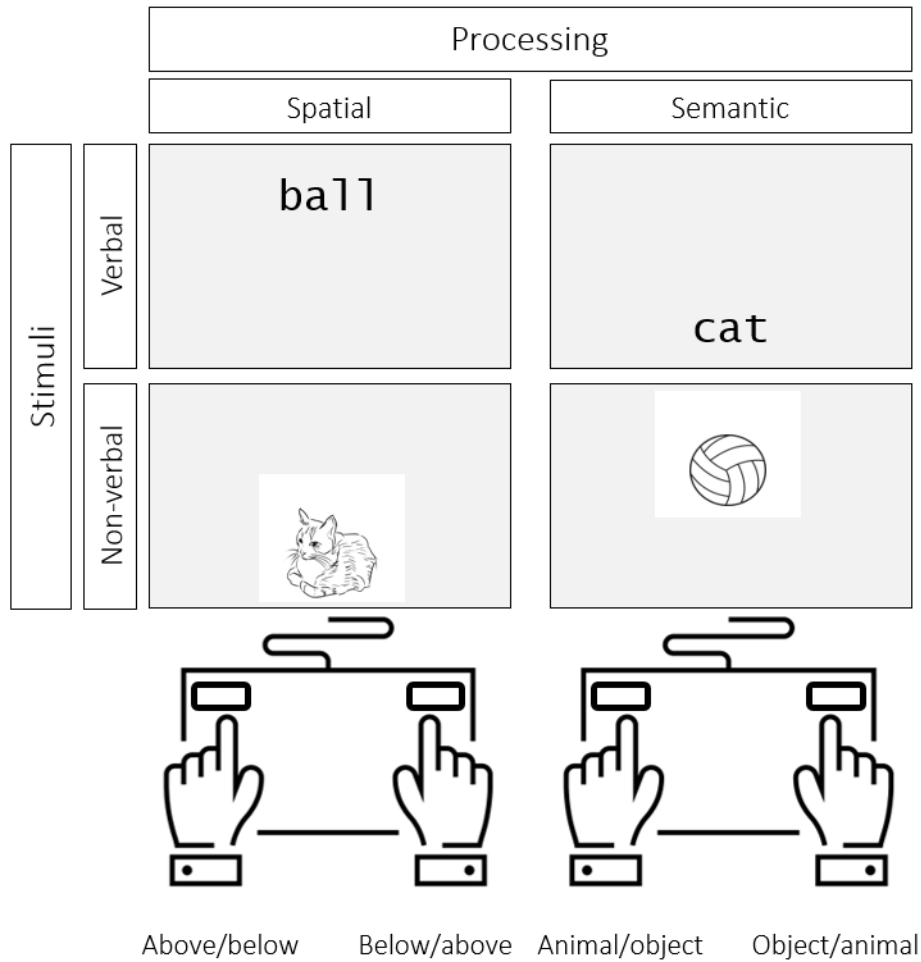 Processing
Spatial
Semantic
Stimuli
Verbal
ball
cat
Non-verbal
Above/below
Below/above
Animal/object
Object/animal